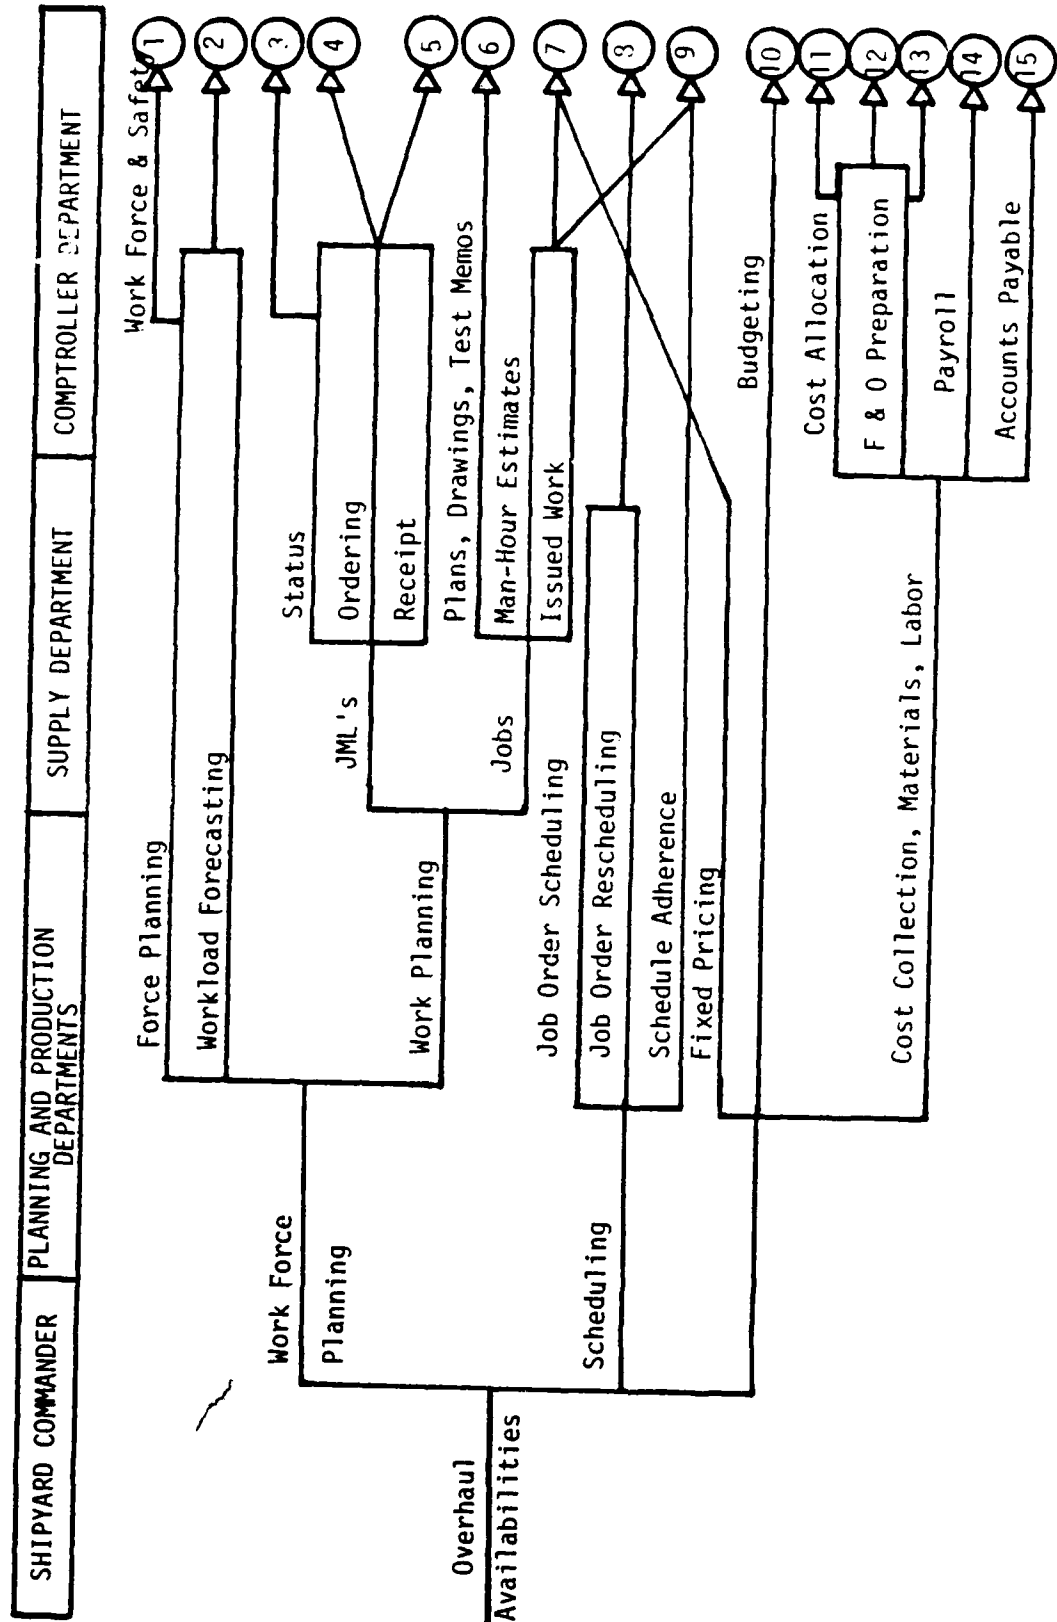 SHIPYARD COMMANDER
PLANNING AND PRODUCTION
DEPARTMENTS
SUPPLY DEPARTMENT
COMPTROLLER DEPARTMENT
Overhaul
Availabilities
Work Force
Planning
Scheduling
Force Planning
Workload Forecasting
Work Planning
Job Order Scheduling
Job Order Rescheduling
Schedule Adherence
Fixed Pricing
Cost Collection, Materials, Labor
JML's
Jobs
Status
Ordering
Receipt
Plans, Drawings, Test Memos
Man-Hour Estimates
Issued Work
Work Force & Safety
Budgeting
Cost Allocation
F & O Preparation
Payroll
Accounts Payable
1
2
3
4
5
6
7
8
9
10
11
12
13
14
15